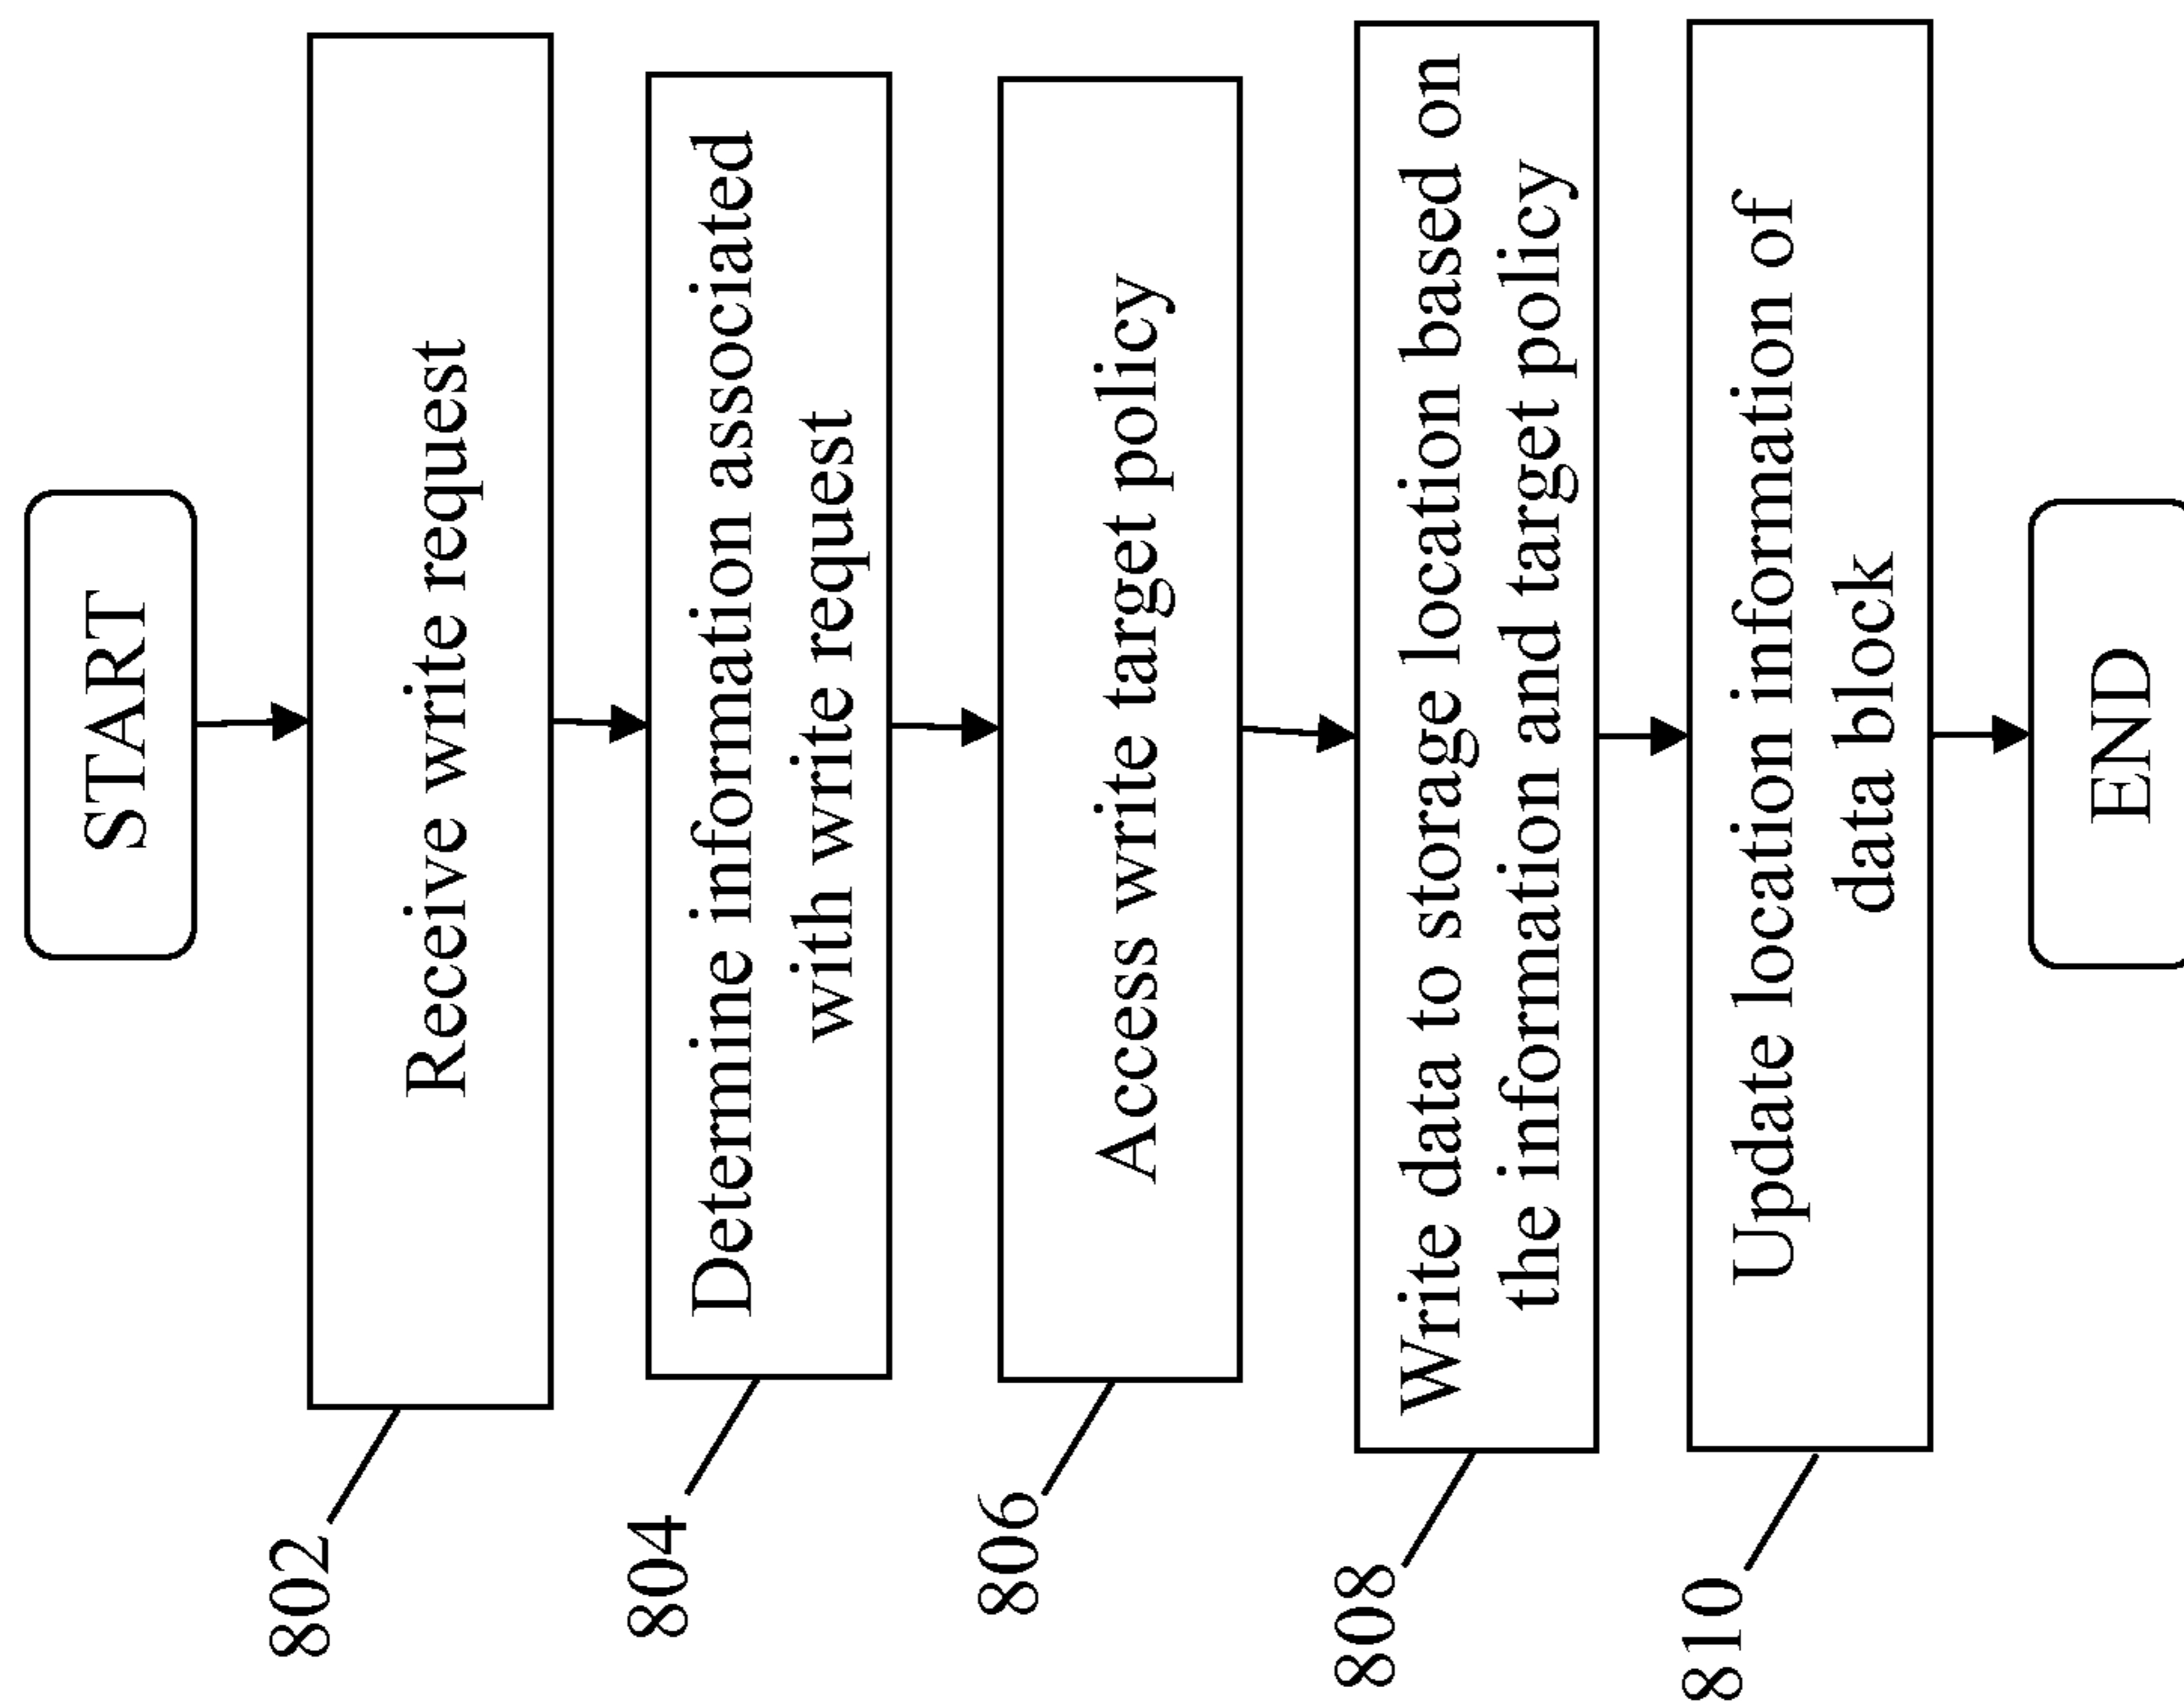 START
802
Receive write request
804
Determine information associated
with write request
806
Access write target policy
808
Write data to storage location based on
the information and target policy
810
Update location information of
data block
END